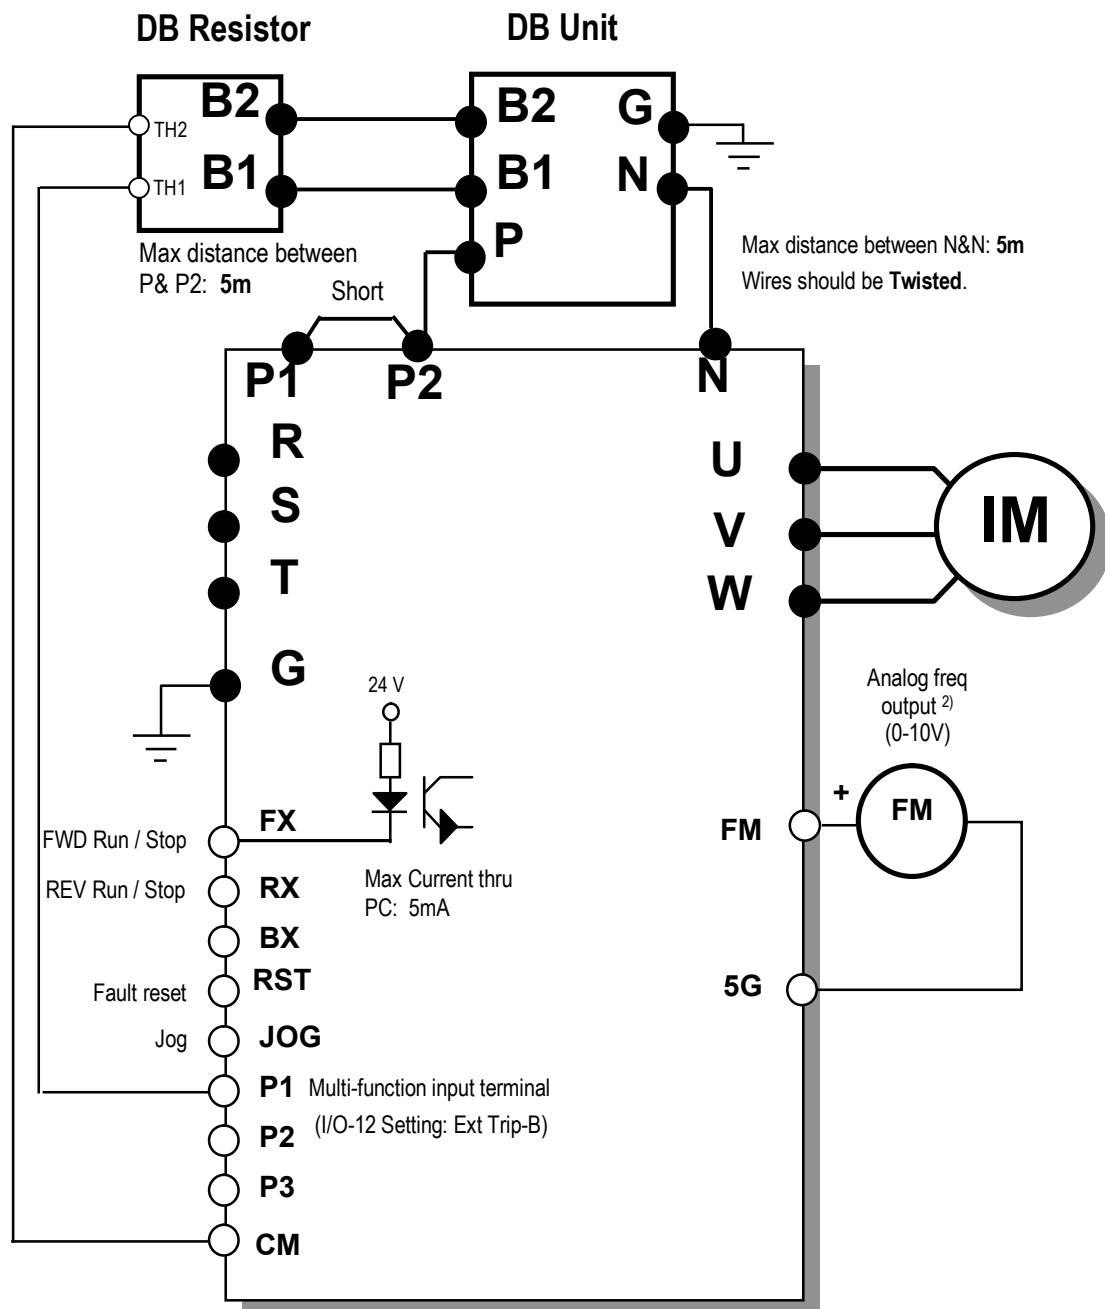 DB Resistor
DB Unit
B2
B2
G
TH2
B1
B1
N
TH1
P
Max distance between
P& P2: 5m
Max distance between N&N: 5m
Wires should be Twisted.
Short
P1
P2
N
R
U
S
V
T
W
G
IM
24 V
Analog freq
output 2)
(0-10V)
FX
+
FM
FM
FWD Run / Stop
REV Run / Stop
RX
Max Current thru
PC: 5mA
BX
Fault reset
RST
5G
Jog
JOG
P1
Multi-function input terminal
(I/O-12 Setting: Ext Trip-B)
P2
P3
CM